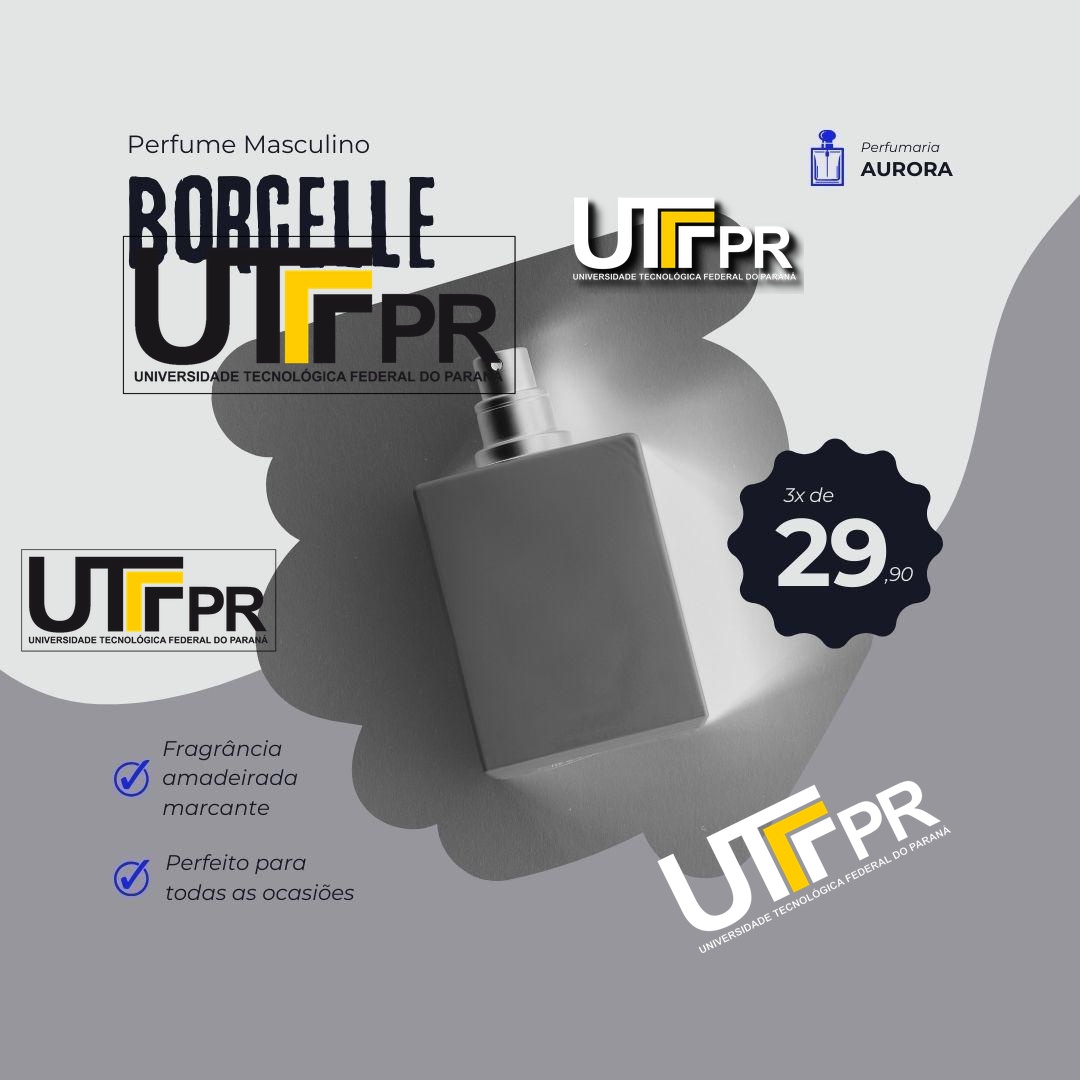 Perfume Masculino
BORCELLE
Perfumaria
AURORA
UTFPR
UNIVERSIDADE TECNOLÓGICA FEDERAL DO PARANÁ
UTFPR
UNIVERSIDADE TECNOLÓGICA FEDERAL DO PARANÁ
3x de
29,90
UTFPR
UNIVERSIDADE TECNOLÓGICA FEDERAL DO PARANÁ
Fragrância
amadeirada
marcante
Perfeito para
todas as ocasiões
UTFPR
UNIVERSIDADE TECNOLÓGICA FEDERAL DO PARANÁ